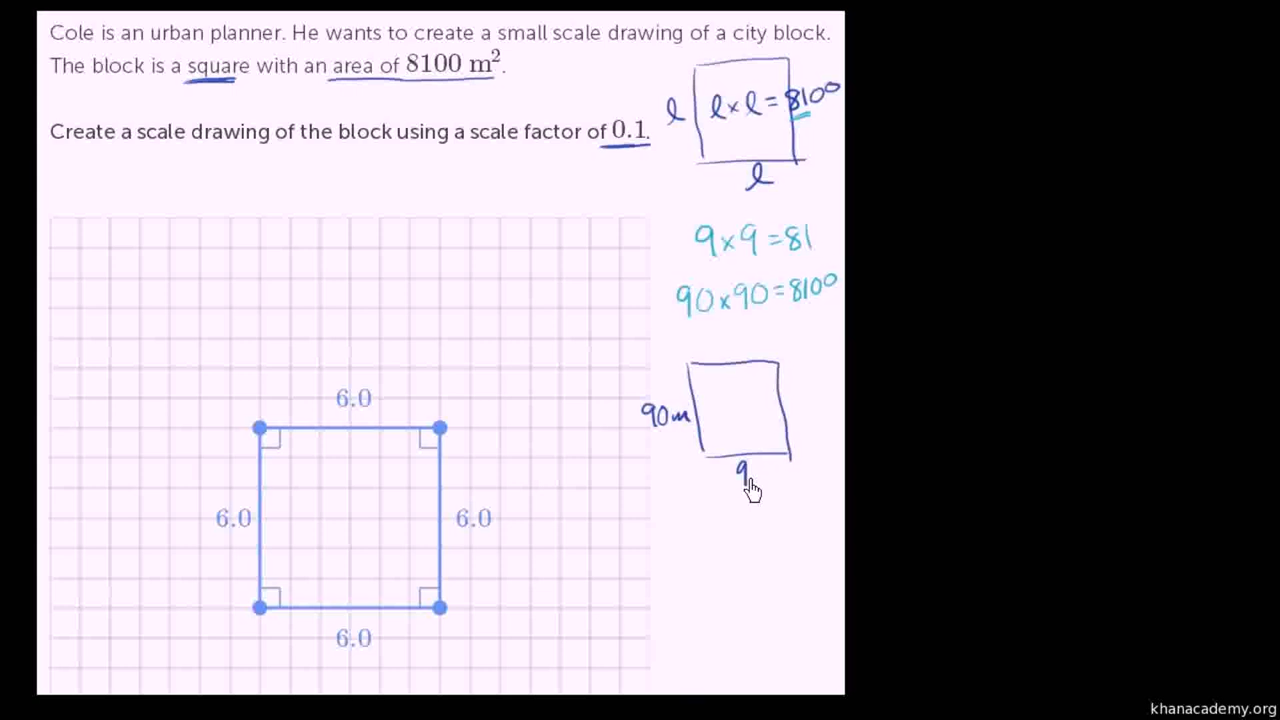 Cole is an urban planner. He wants to create a small scale drawing of a city block.
The block is a square with an area of 8100 m².
Create a scale drawing of the block using a scale factor of 0.1.
l
l×l=8100
l
9×9=81
90×90=8100
6.0
90m
9
6.0
6.0
6.0
khanacademy.org